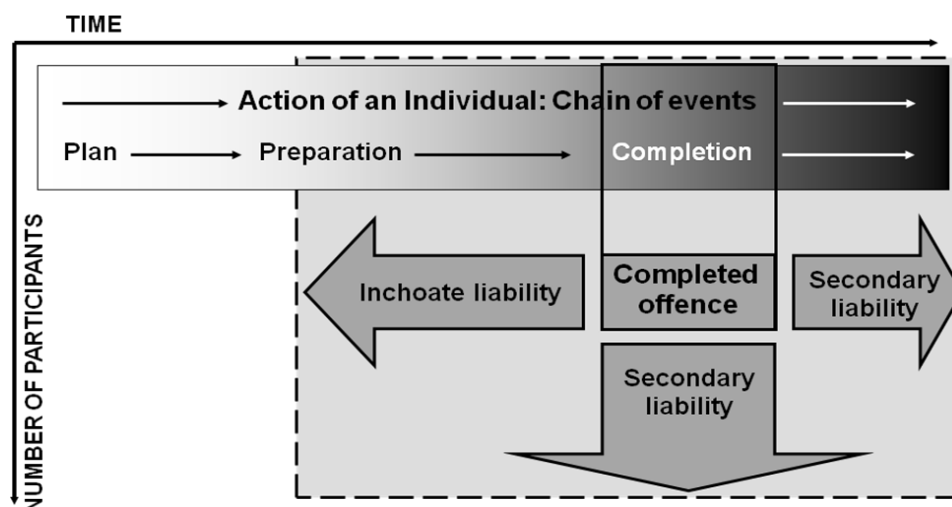 TIME
Action of an Individual: Chain of events
Plan
Preparation
Completion
NUMBER OF PARTICIPANTS
Inchoate liability
Completed
offence
Secondary
liability
Secondary
liability